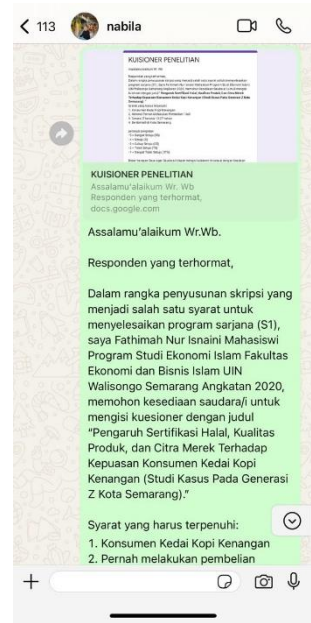 113
nabila
KUISIONER PENELITIAN
KUISIONER PENELITIAN
Assalamu'alaikum Wr. Wb
Responden yang terhormat,
docs.google.com
Assalamu'alaikum Wr.Wb.
Responden yang terhormat,
Dalam rangka penyusunan skripsi yang
menjadi salah satu syarat untuk
menyelesaikan program sarjana (S1),
saya Fathimah Nur Isnaini Mahasiswi
Program Studi Ekonomi Islam Fakultas
Ekonomi dan Bisnis Islam UIN
Walisongo Semarang Angkatan 2020,
memohon kesediaan saudara/i untuk
mengisi kuesioner dengan judul
“Pengaruh Sertifikasi Halal, Kualitas
Produk, dan Citra Merek Terhadap
Kepuasan Konsumen Kedai Kopi
Kenangan (Studi Kasus Pada Generasi
Z Kota Semarang).”
Syarat yang harus terpenuhi:
1. Konsumen Kedai Kopi Kenangan
2. Pernah melakukan pembelian